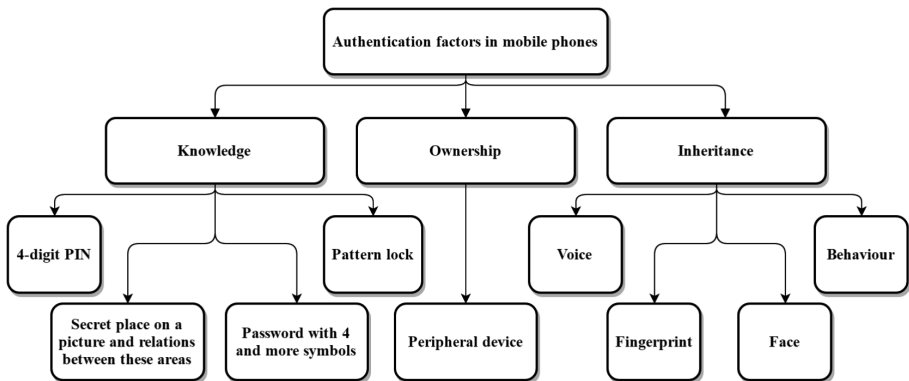 Authentication factors in mobile phones
Knowledge
Ownership
Inheritance
4-digit PIN
Pattern lock
Voice
Behaviour
Secret place on a
picture and relations
between these areas
Password with 4
and more symbols
Peripheral device
Fingerprint
Face